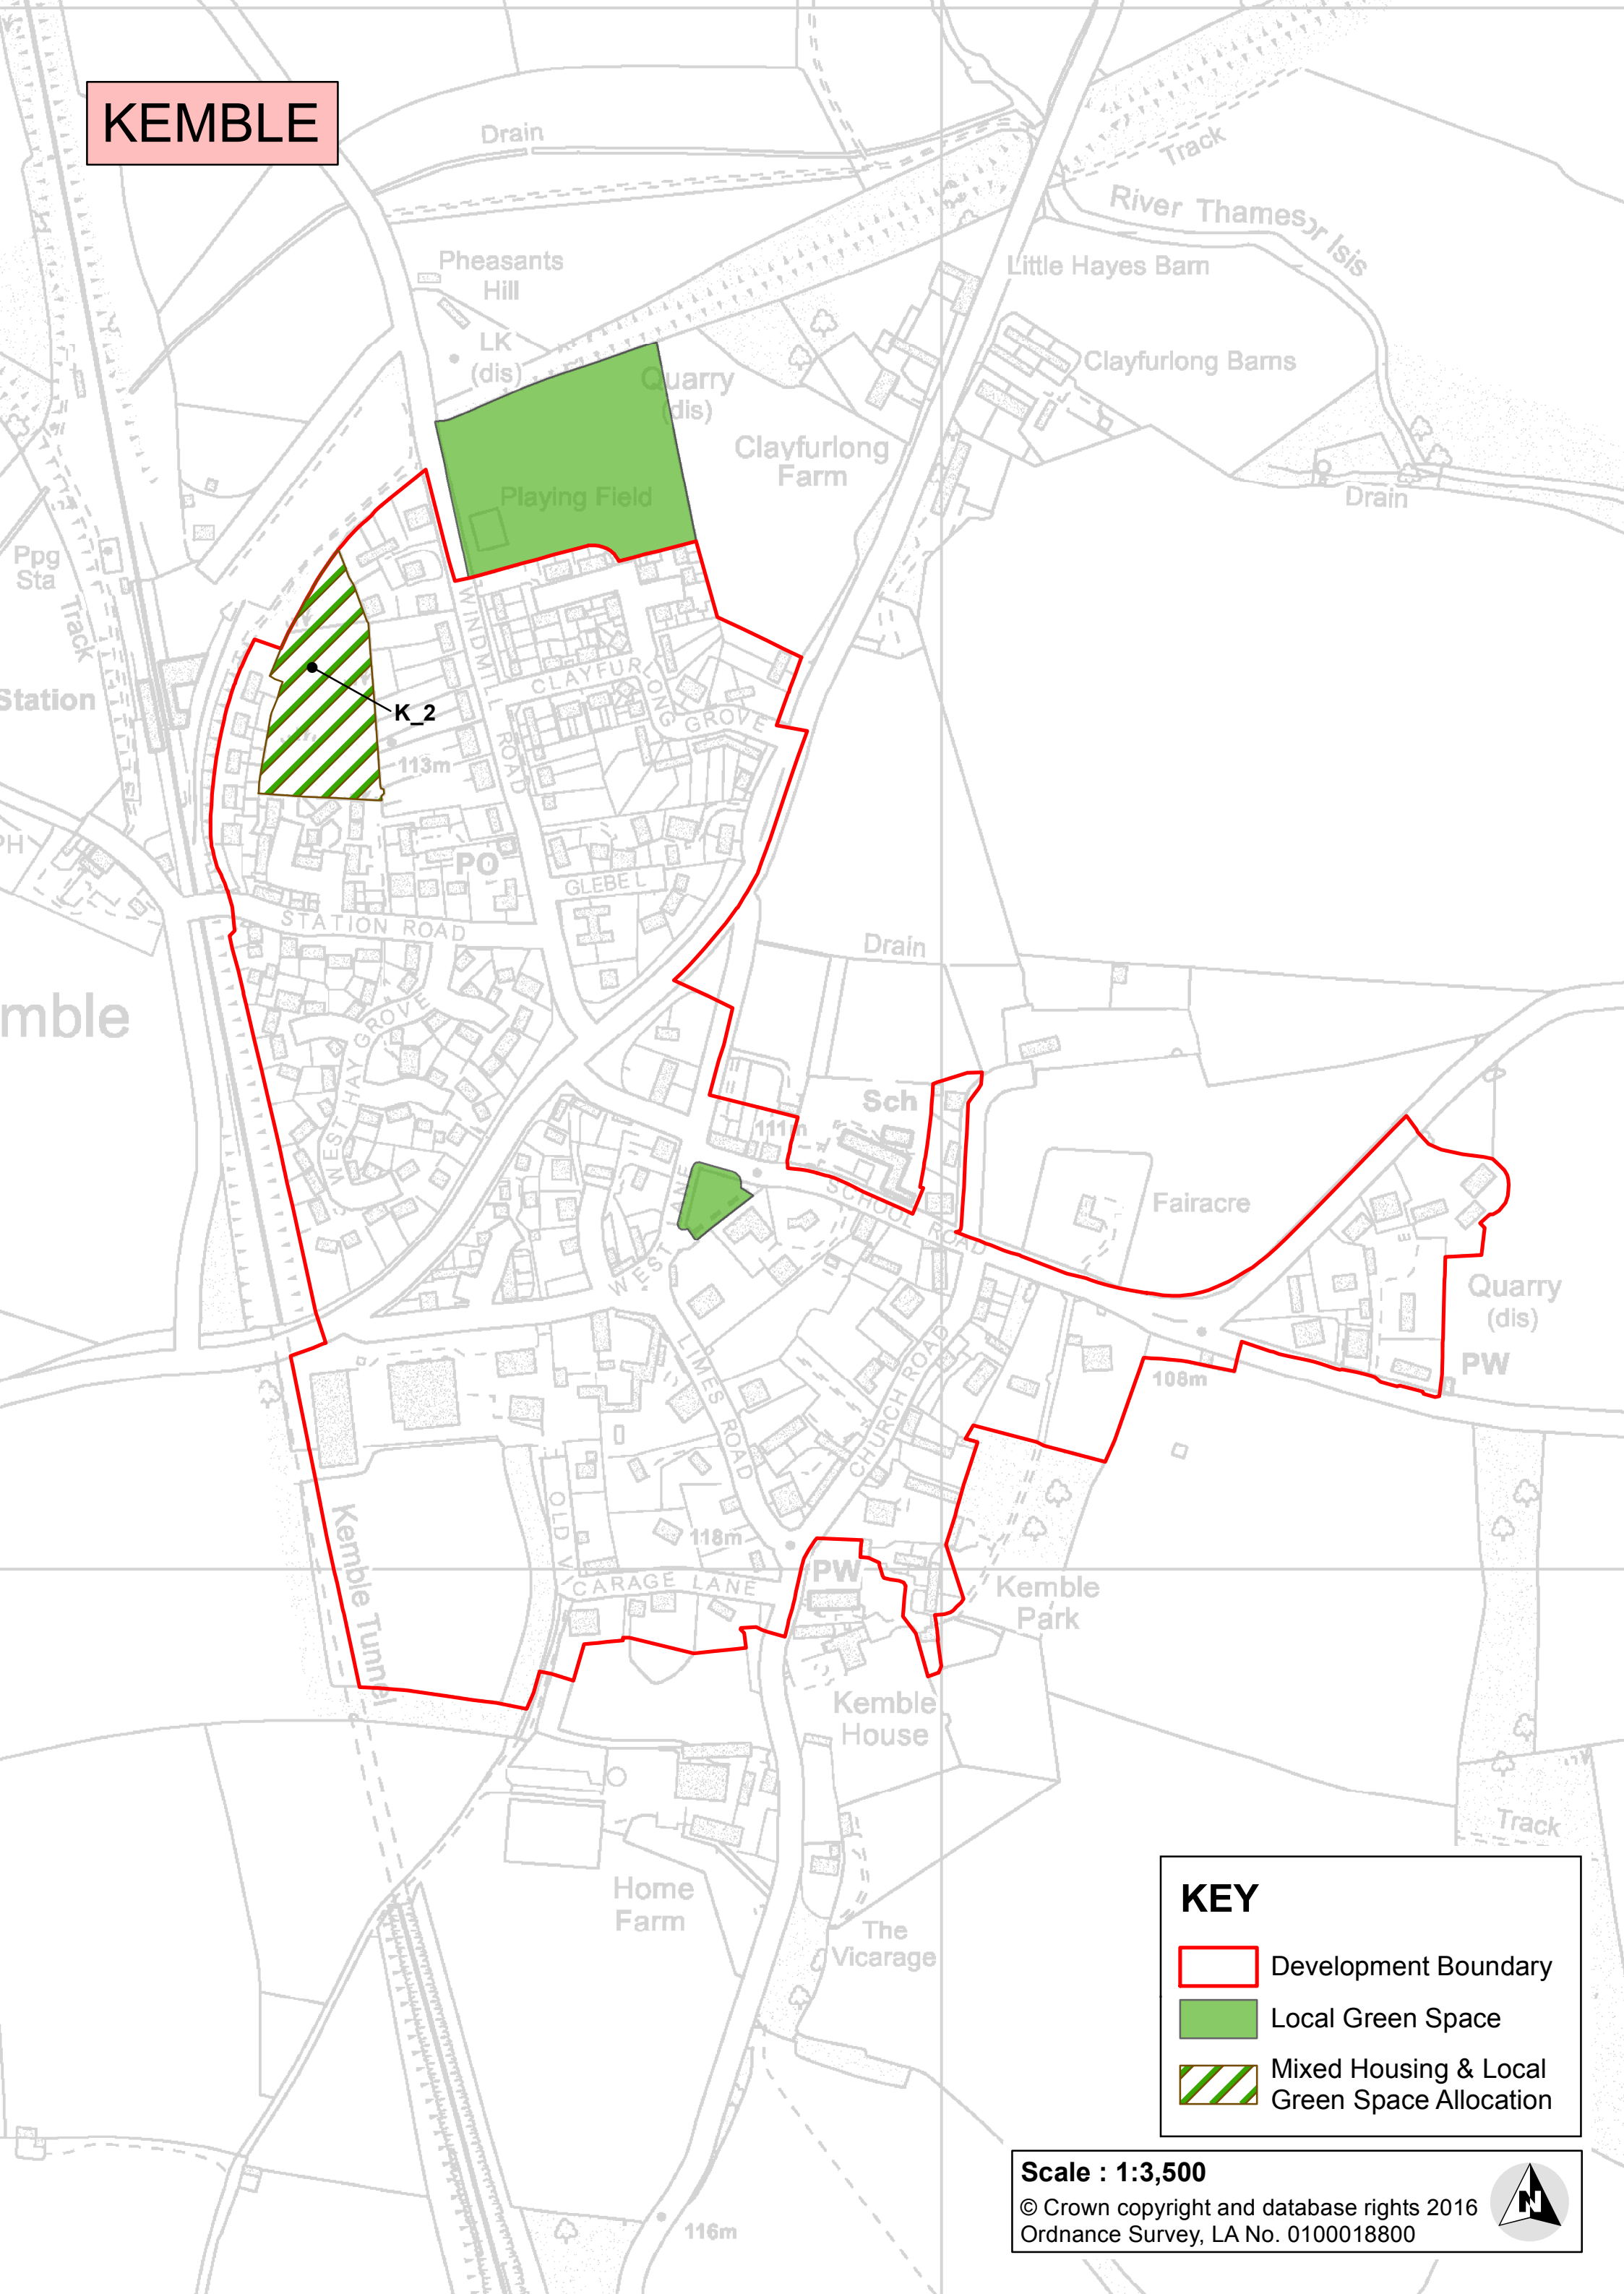 KEMBLE
Drain
Track
River Thames or Isis
Pheasants
Hill
Little Hayes Barn
LK
(dis)
Quarry
(dis)
Clayfurlong Barns
Clayfurlong
Farm
Playing Field
Drain
Ppg
Sta
Track
Station
WINDMILL ROAD
CLAYFURLONG GROVE
K_2
113m
PH
PO
GLEBE L
STATION ROAD
Drain
mble
WEST HAY GROVE
Sch
111m
SCHOOL ROAD
Fairacre
WEST LANE
Quarry
(dis)
PW
108m
LIMES ROAD
CHURCH ROAD
Kemble Tunnel
OLD VICARAGE LANE
118m
PW
Kemble
Park
Kemble
House
Track
Home
Farm
The
Vicarage
116m
KEY
Development Boundary
Local Green Space
Mixed Housing & Local
Green Space Allocation
Scale : 1:3,500
© Crown copyright and database rights 2016
Ordnance Survey, LA No. 0100018800
N